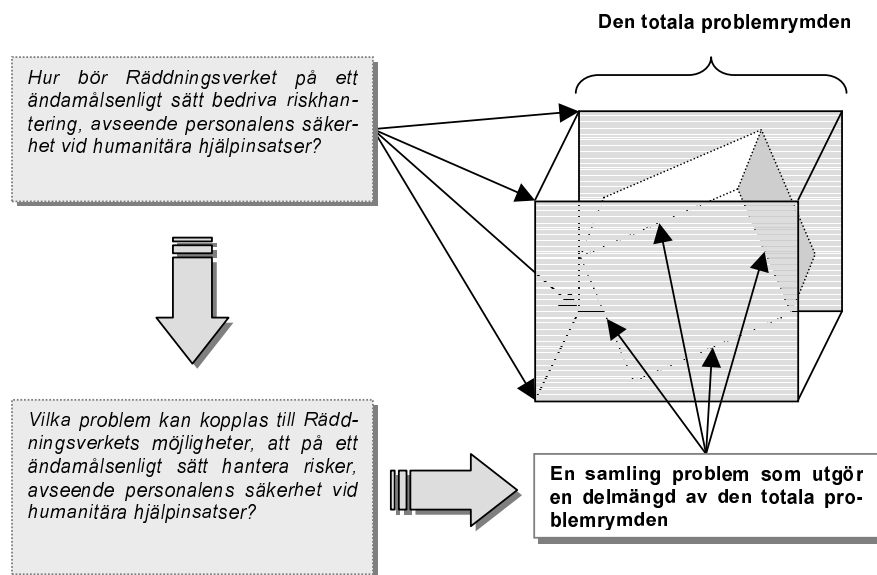 Den totala problemrymden
Hur bör Räddningsverket på ett
ändamålsenligt sätt bedriva riskhan-
tering, avseende personalens säker-
het vid humanitära hjälpinsatser?
Vilka problem kan kopplas till Rädd-
ningsverkets möjligheter, att på ett
ändamålsenligt sätt hantera risker,
avseende personalens säkerhet vid
humanitära hjälpinsatser?
En samling problem som utgör
en delmängd av den totala pro-
blemrymden